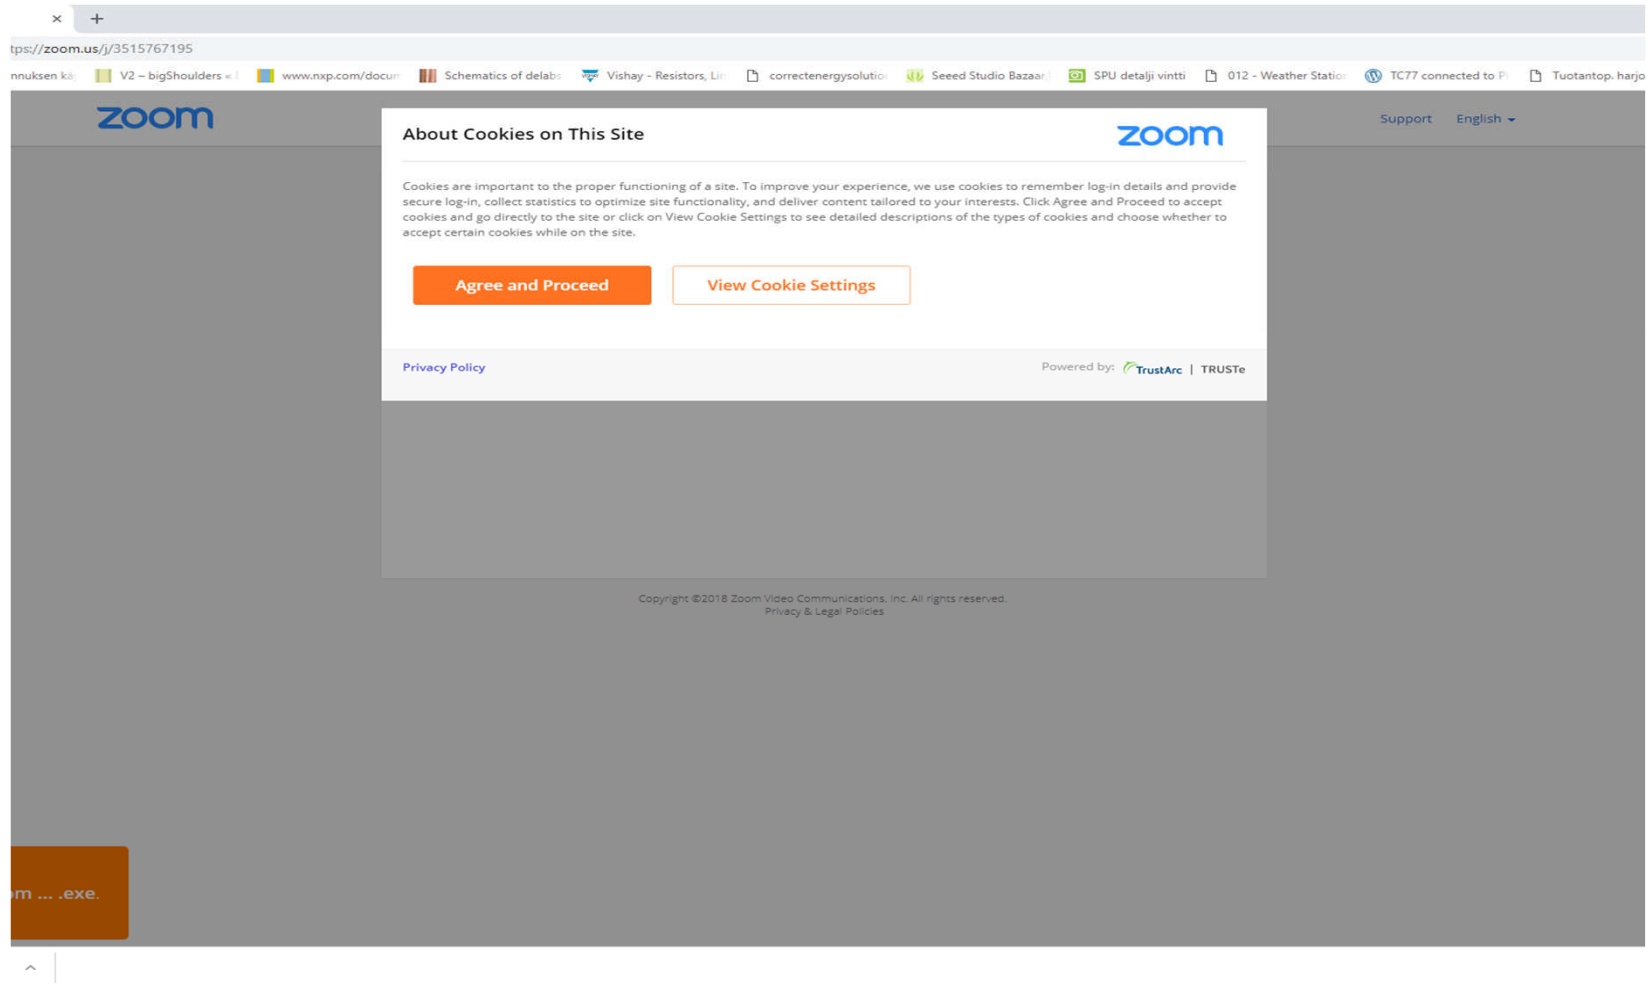 tps://zoom.us/j/3515767195
nnuksen kä V2 – bigShoulders « www.nxp.com/docum Schematics of delabs Vishay - Resistors, Lin correctenergysolutio Seeed Studio Bazaar, SPU detalji vintti 012 - Weather Station TC77 connected to Pi Tuotantop. harjo
zoom
Support English
About Cookies on This Site
zoom
Cookies are important to the proper functioning of a site. To improve your experience, we use cookies to remember log-in details and provide
secure log-in, collect statistics to optimize site functionality, and deliver content tailored to your interests. Click Agree and Proceed to accept
cookies and go directly to the site or click on View Cookie Settings to see detailed descriptions of the types of cookies and choose whether to
accept certain cookies while on the site.
Agree and Proceed View Cookie Settings
Privacy Policy
Powered by: TrustArc | TRUSTe
Copyright ©2018 Zoom Video Communications, Inc. All rights reserved.
Privacy & Legal Policies
om ... .exe.